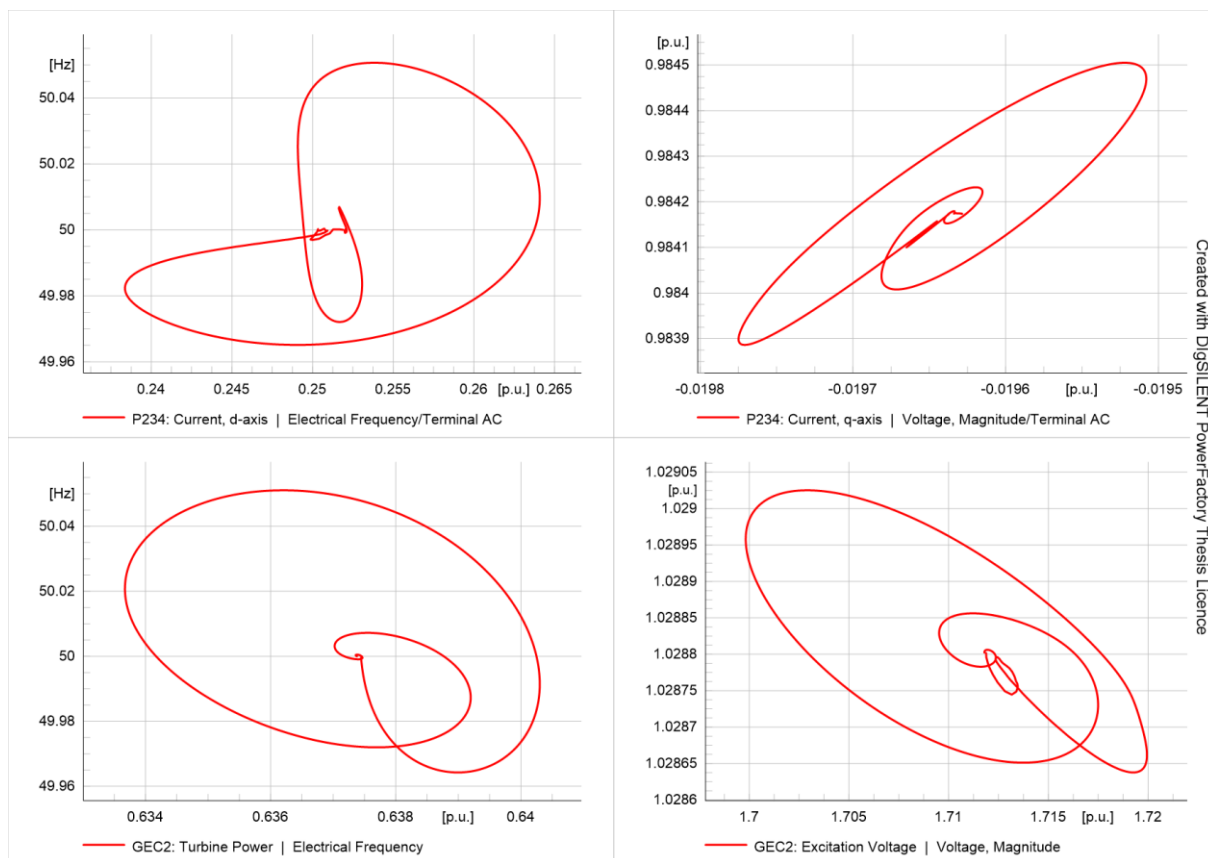 [Hz]
50.04
50.02
50
49.98
49.96
0.24 0.245 0.25 0.255 0.26 [p.u.] 0.265
P234: Current, d-axis | Electrical Frequency/Terminal AC
[p.u.]
0.9845
0.9844
0.9843
0.9842
0.9841
0.984
0.9839
-0.0198 -0.0197 -0.0196 [p.u.] -0.0195
P234: Current, q-axis | Voltage, Magnitude/Terminal AC
[Hz]
50.04
50.02
50
49.98
49.96
0.634 0.636 0.638 [p.u.] 0.64
GEC2: Turbine Power | Electrical Frequency
1.02905
[p.u.]
1.029
1.02895
1.0289
1.02885
1.0288
1.02875
1.0287
1.02865
1.0286
1.7 1.705 1.71 1.715 [p.u.] 1.72
GEC2: Excitation Voltage | Voltage, Magnitude
Created with DIgSILENT PowerFactory Thesis Licence